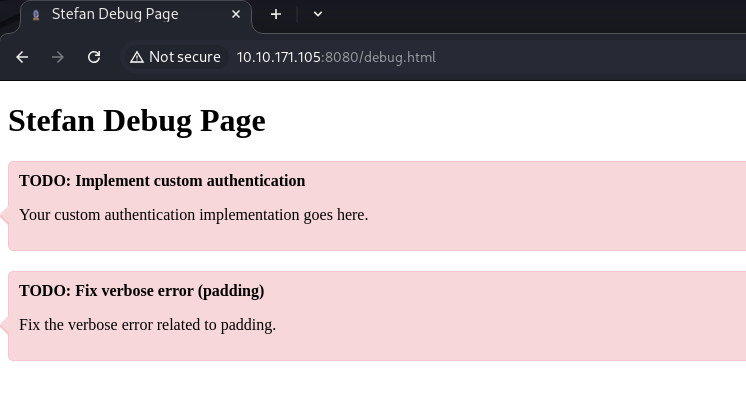 Stefan Debug Page
Not secure 10.10.171.105:8080/debug.html
Stefan Debug Page
TODO: Implement custom authentication
Your custom authentication implementation goes here.
TODO: Fix verbose error (padding)
Fix the verbose error related to padding.